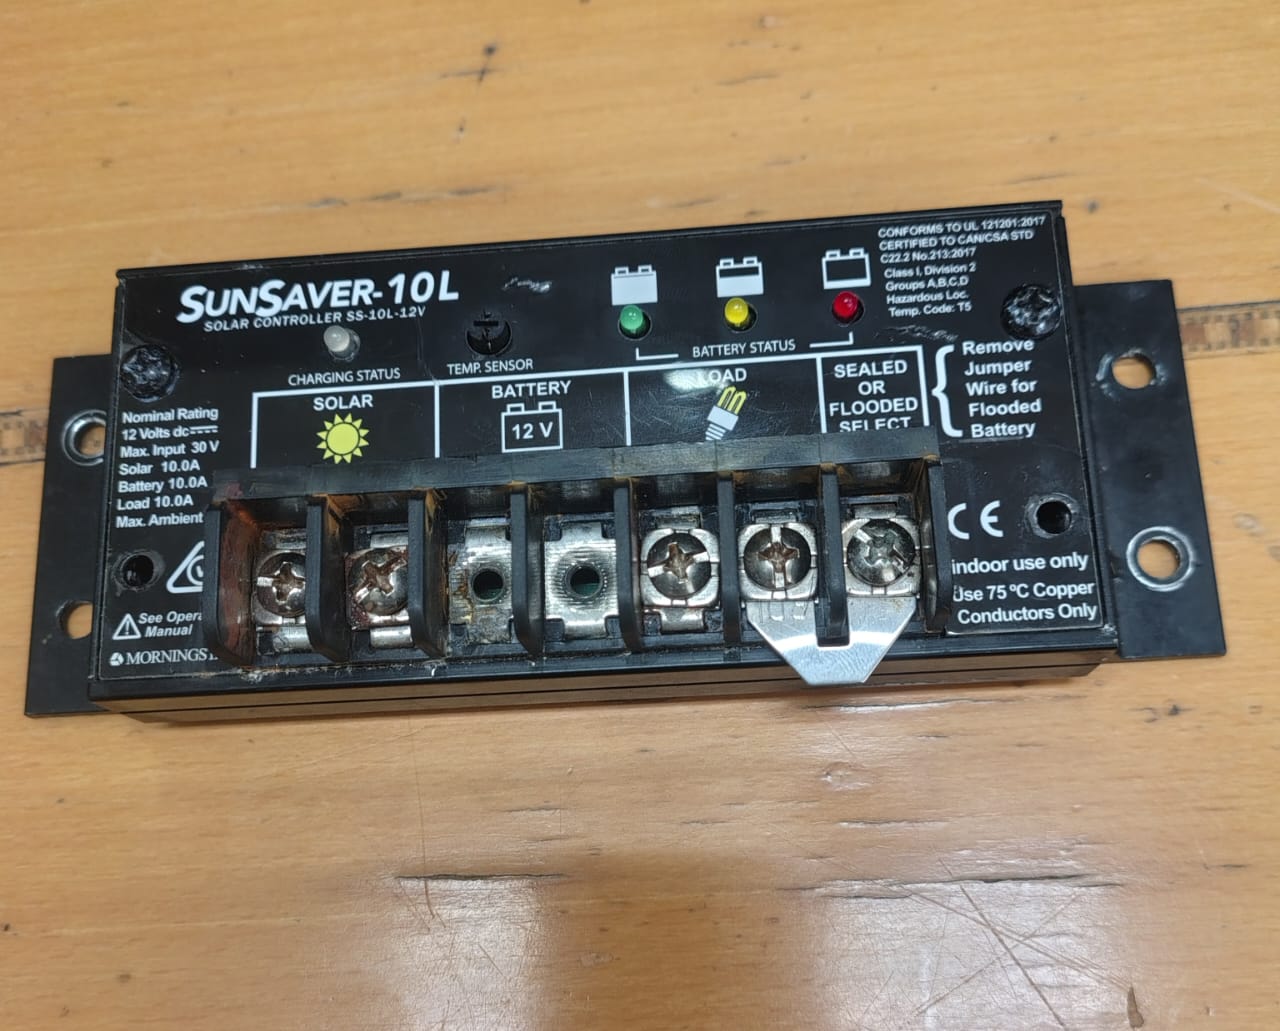 SUNSAVER-10L
SOLAR CONTROLLER SS-10L-12V
CONFORMS TO UL 121201:2017
CERTIFIED TO CAN/CSA STD
C22.2 No.213:2017
Class I, Division 2
Groups A,B,C,D
Hazardous Loc.
Temp. Code: T5
CHARGING STATUS
TEMP. SENSOR
BATTERY STATUS
SOLAR
BATTERY
12 V
LOAD
SEALED
OR
FLOODED
SELECT
Remove
Jumper
Wire for
Flooded
Battery
Nominal Rating
12 Volts dc
Max. Input 30 V
Solar 10.0A
Battery 10.0A
Load 10.0A
Max. Ambient
CE
See Opera
Manual
MORNINGS
indoor use only
Use 75 ºC Copper
Conductors Only